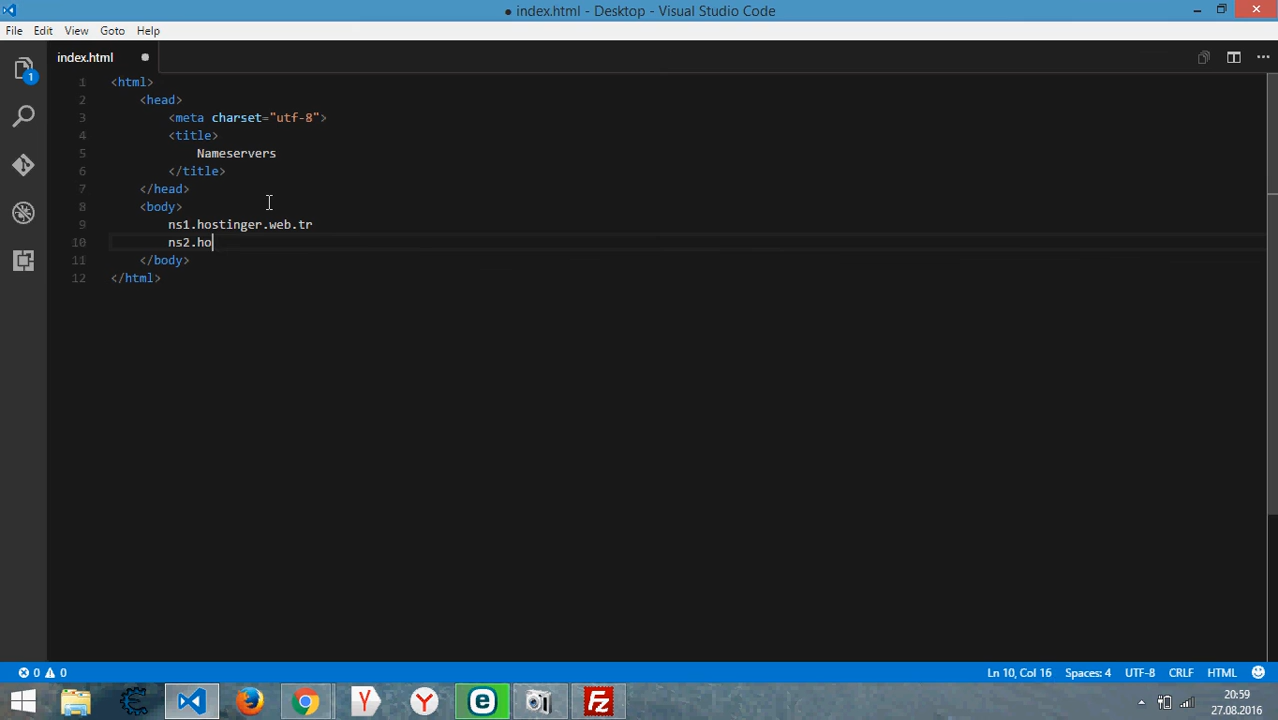 ● index.html - Desktop - Visual Studio Code
File Edit View Goto Help
index.html
1 <html>
2 <head>
3 <meta charset="utf-8">
4 <title>
5 Nameservers
6 </title>
7 </head>
8 <body>
9 ns1.hostinger.web.tr
10 ns2.ho
11 </body>
12 </html>
1
0 0
Ln 10, Col 16 Spaces: 4 UTF-8 CRLF HTML
20:59
27.08.2016